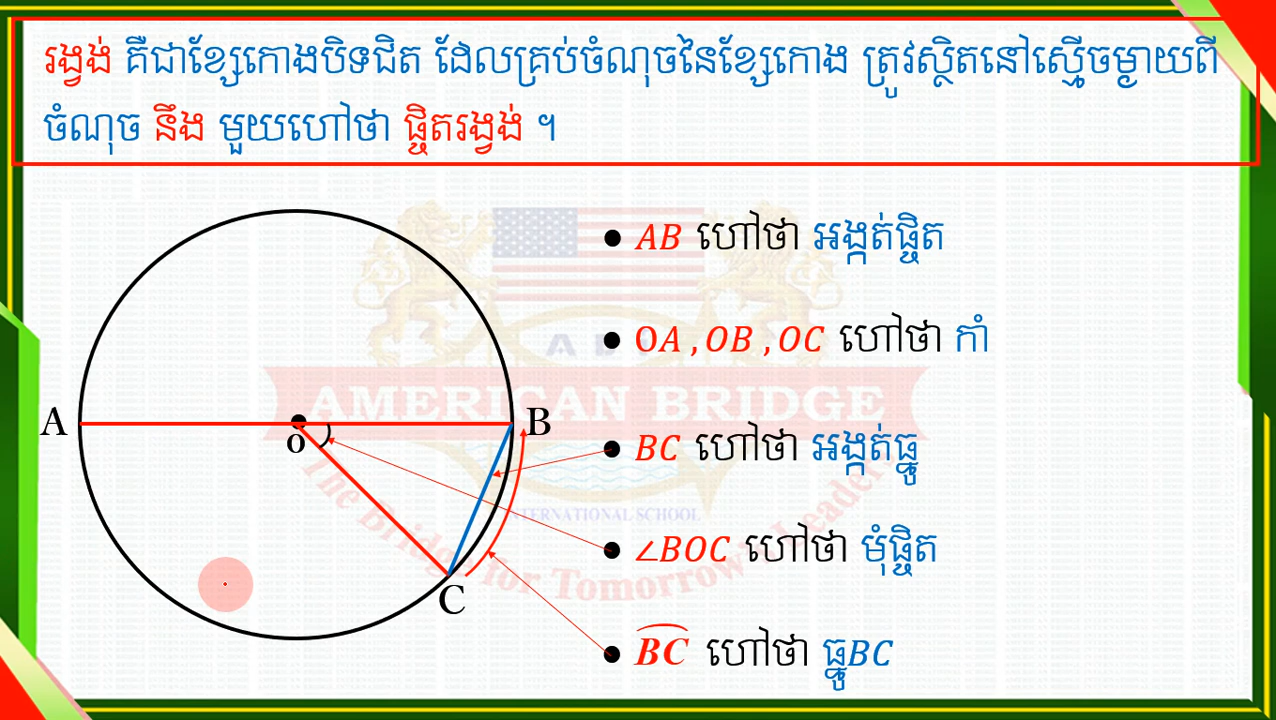 រង្វង់ គឺជាខ្សែកោងបិទជិត ដែលគ្រប់ចំណុចនៃខ្សែកោង ត្រូវស្ថិតនៅស្មើចម្ងាយពី
ចំណុច នឹង មួយហៅថា ផ្ចិតរង្វង់ ។
• AB ហៅថា អង្កត់ផ្ចិត
• OA , OB , OC ហៅថា កាំ
A
B
o
• BC ហៅថា អង្កត់ធ្នូ
• ∠BOC ហៅថា មុំផ្ចិត
C
• B͡C ហៅថា ធ្នូBC
AMERICAN BRIDGE
TERNATIONAL SCHOOL
The Bridge for Tomorrow's Leaders